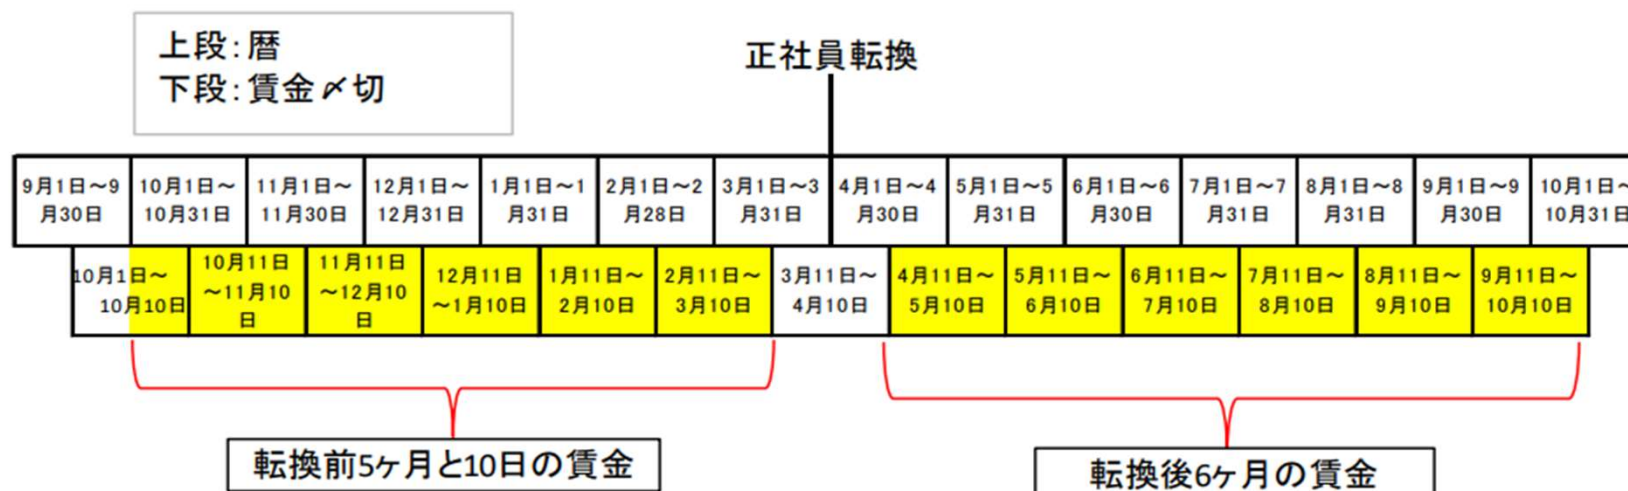 上段:暦
下段:賃金〆切
正社員転換
9月1日～9
月30日
10月1日～
10月31日
11月1日～
11月30日
12月1日～
12月31日
1月1日～1
月31日
2月1日～2
月28日
3月1日～3
月31日
4月1日～4
月30日
5月1日～5
月31日
6月1日～6
月30日
7月1日～7
月31日
8月1日～8
月31日
9月1日～9
月30日
10月1日～
10月31日
10月1日～
10月10日
10月11日
～11月10
日
11月11日
～12月10
日
12月11日
～1月10日
1月11日～
2月10日
2月11日～
3月10日
3月11日～
4月10日
4月11日～
5月10日
5月11日～
6月10日
6月11日～
7月10日
7月11日～
8月10日
8月11日～
9月10日
9月11日～
10月10日
転換前5ヶ月と10日の賃金
転換後6ヶ月の賃金